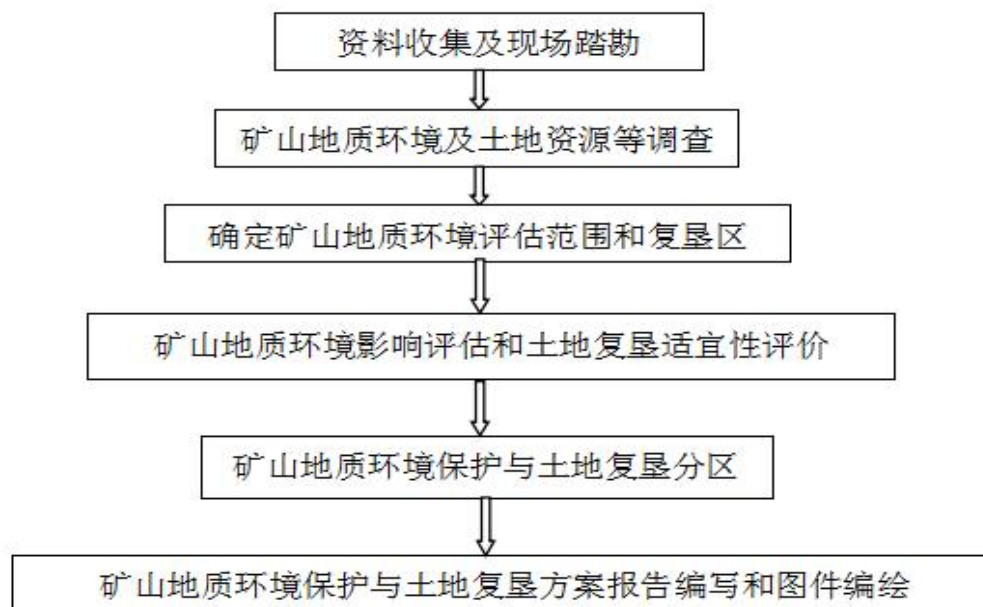 资料收集及现场踏勘
矿山地质环境及土地资源等调查
确定矿山地质环境评估范围和复垦区
矿山地质环境影响评估和土地复垦适宜性评价
矿山地质环境保护与土地复垦分区
矿山地质环境保护与土地复垦方案报告编写和图件编绘